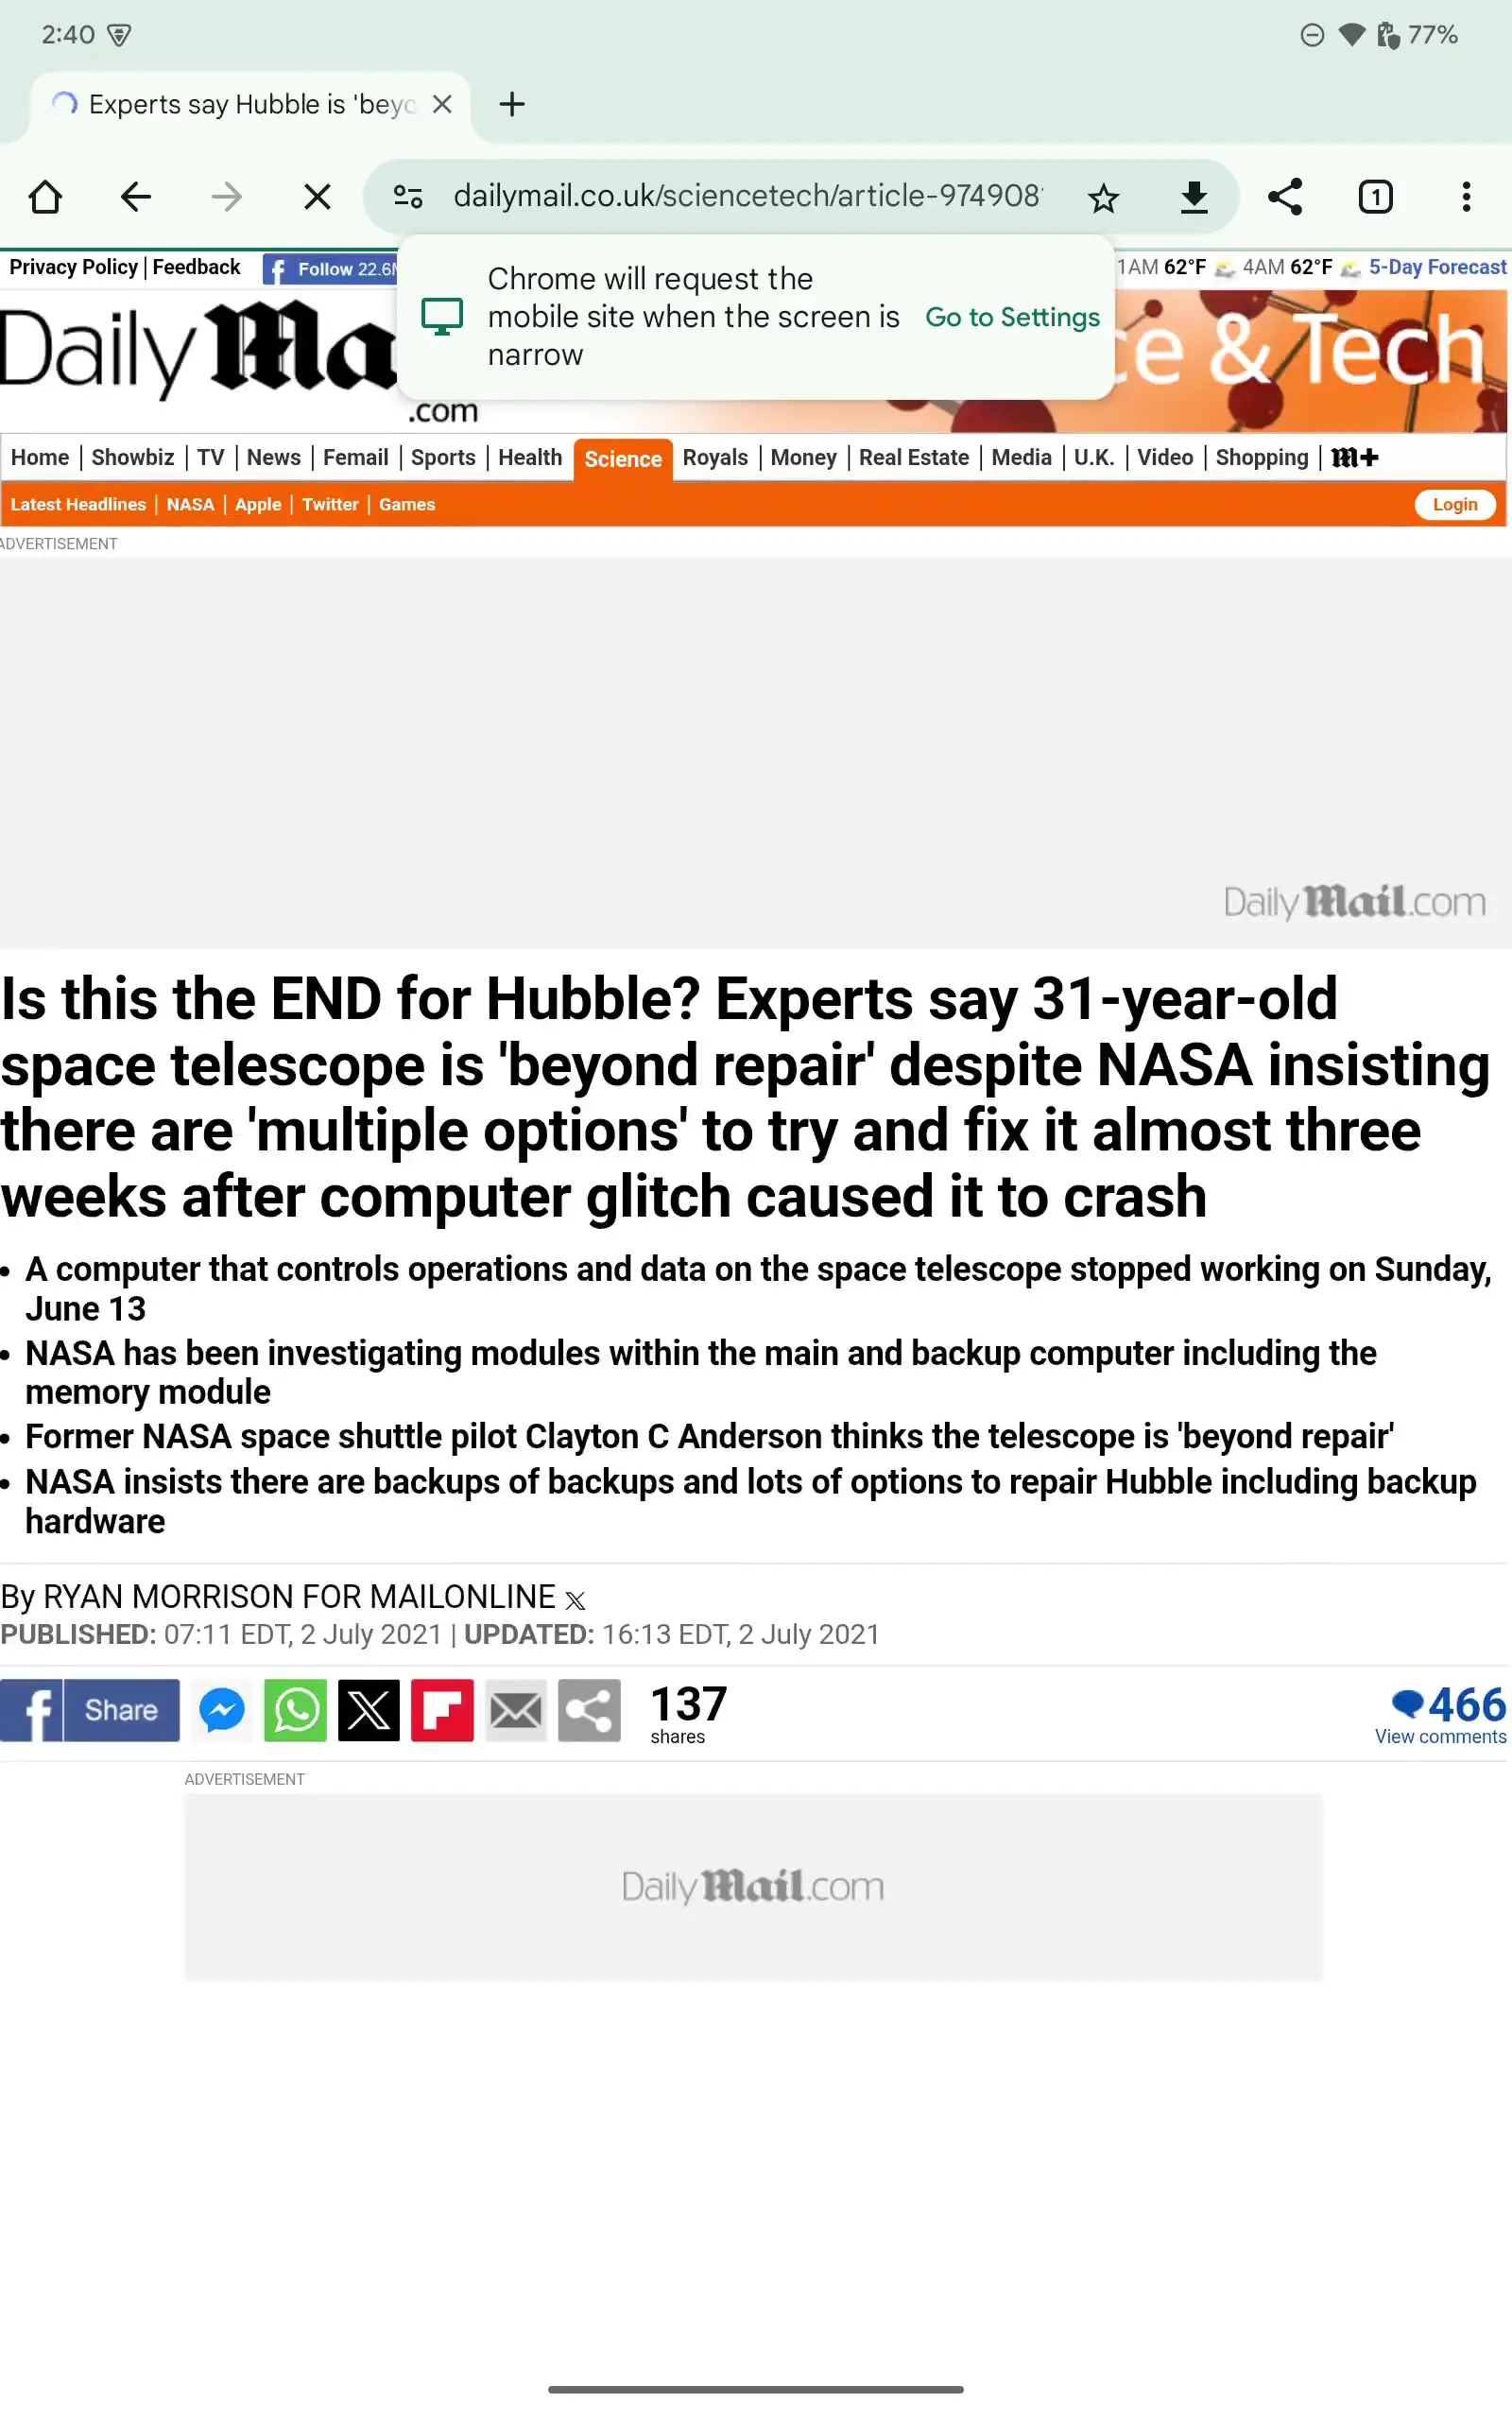 2:40
77%
Experts say Hubble is 'beyo
dailymail.co.uk/sciencetech/article-974908
1
Privacy Policy | Feedback
Follow 22.6M
1AM 62°F 4AM 62°F 5-Day Forecast
Chrome will request the
mobile site when the screen is
narrow
Go to Settings
Daily Ma
.com
ce & Tech
Home | Showbiz | TV | News | Femail | Sports | Health | Science | Royals | Money | Real Estate | Media | U.K. | Video | Shopping | m+
Latest Headlines | NASA | Apple | Twitter | Games
Login
ADVERTISEMENT
Daily Mail.com
Is this the END for Hubble? Experts say 31-year-old
space telescope is 'beyond repair' despite NASA insisting
there are 'multiple options' to try and fix it almost three
weeks after computer glitch caused it to crash
• A computer that controls operations and data on the space telescope stopped working on Sunday,
June 13
• NASA has been investigating modules within the main and backup computer including the
memory module
• Former NASA space shuttle pilot Clayton C Anderson thinks the telescope is 'beyond repair'
• NASA insists there are backups of backups and lots of options to repair Hubble including backup
hardware
By RYAN MORRISON FOR MAILONLINE
PUBLISHED: 07:11 EDT, 2 July 2021 | UPDATED: 16:13 EDT, 2 July 2021
Share
137
shares
466
View comments
ADVERTISEMENT
Daily Mail.com